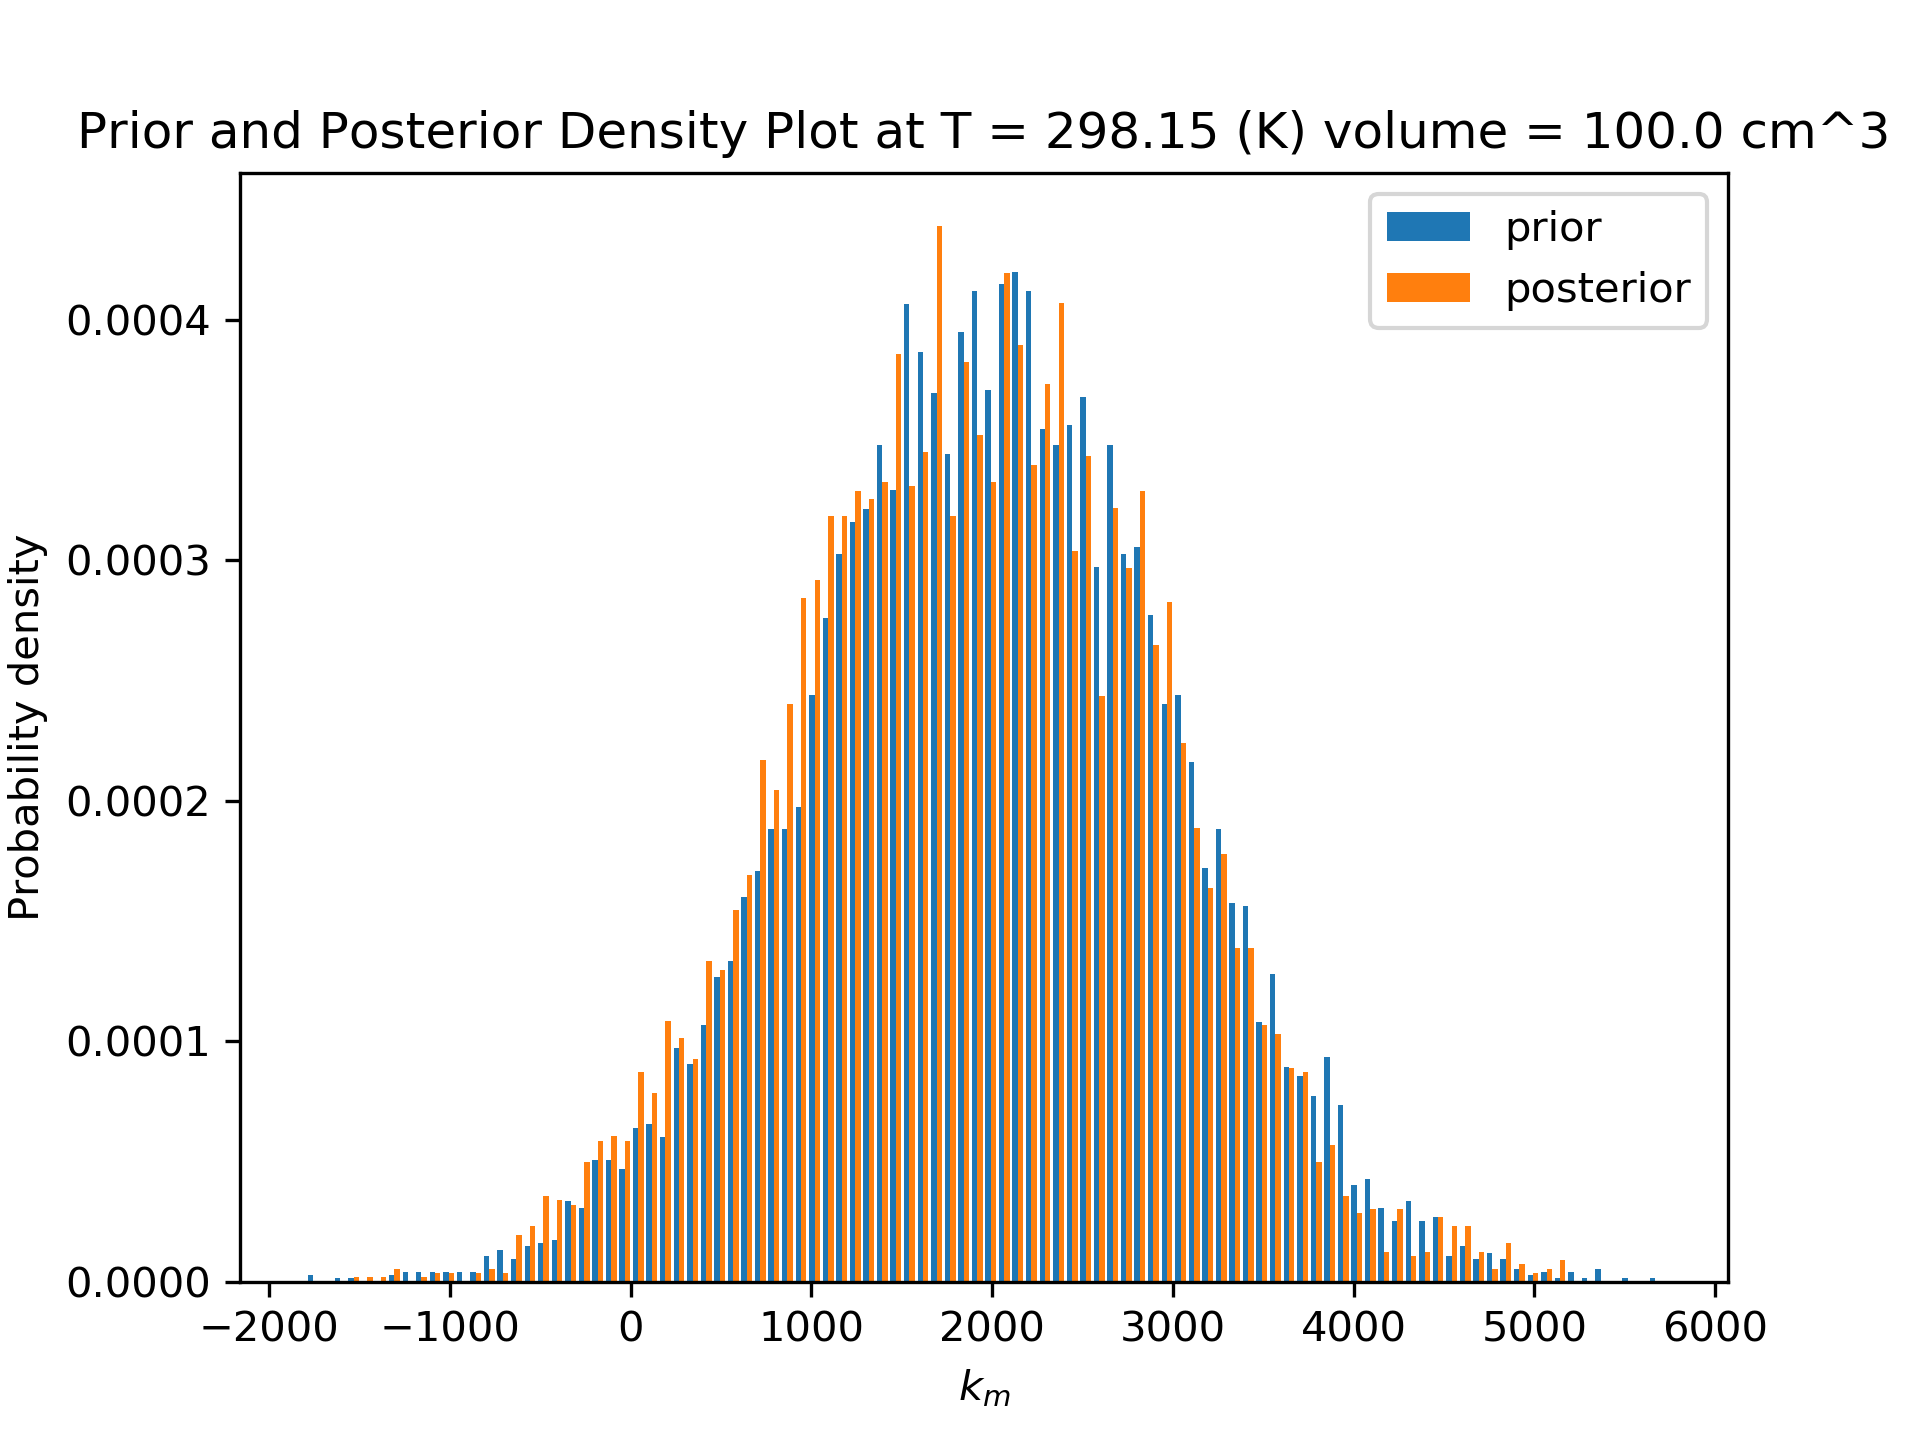 Prior and Posterior Density Plot at T = 298.15 (K) volume = 100.0 cm^3
prior
posterior
Probability density
0.0004
0.0003
0.0002
0.0001
0.0000
−2000 −1000 0 1000 2000 3000 4000 5000 6000
k_m